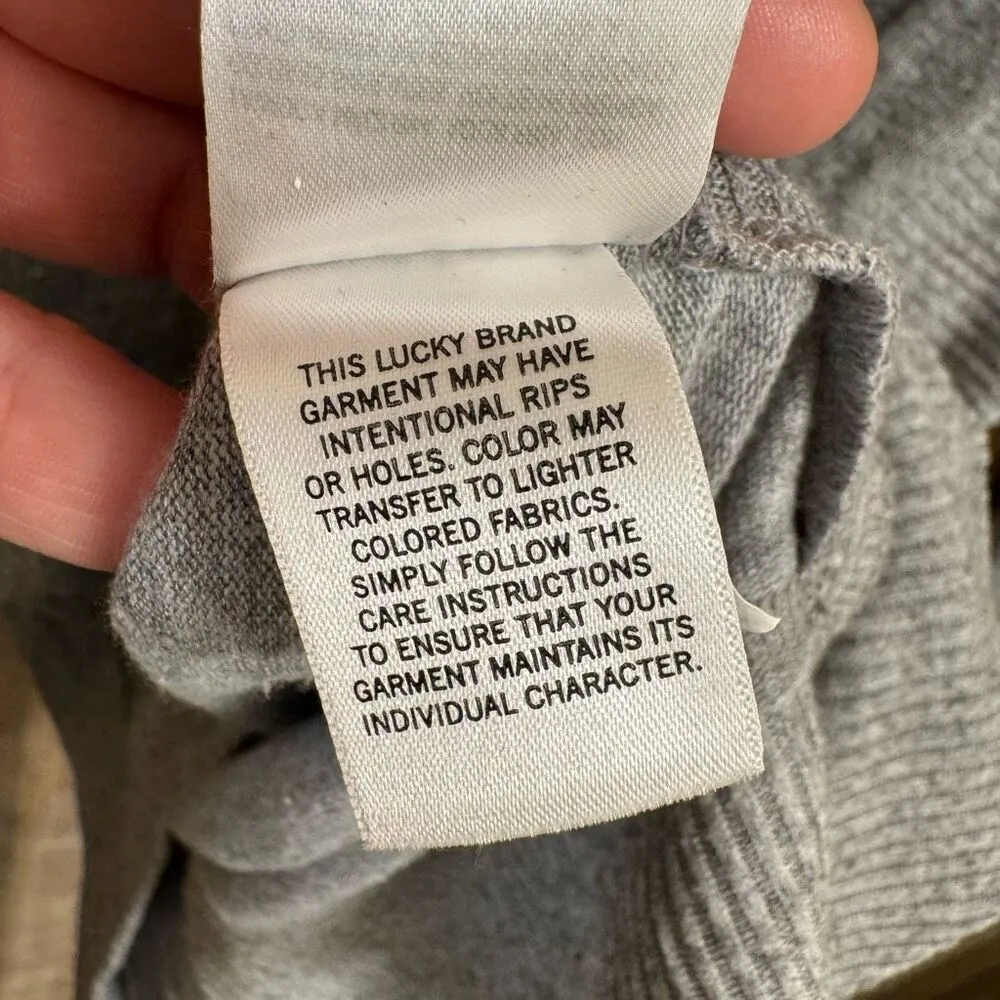 THIS LUCKY BRAND
GARMENT MAY HAVE
INTENTIONAL RIPS
OR HOLES. COLOR MAY
TRANSFER TO LIGHTER
COLORED FABRICS.
SIMPLY FOLLOW THE
CARE INSTRUCTIONS
TO ENSURE THAT YOUR
GARMENT MAINTAINS ITS
INDIVIDUAL CHARACTER.